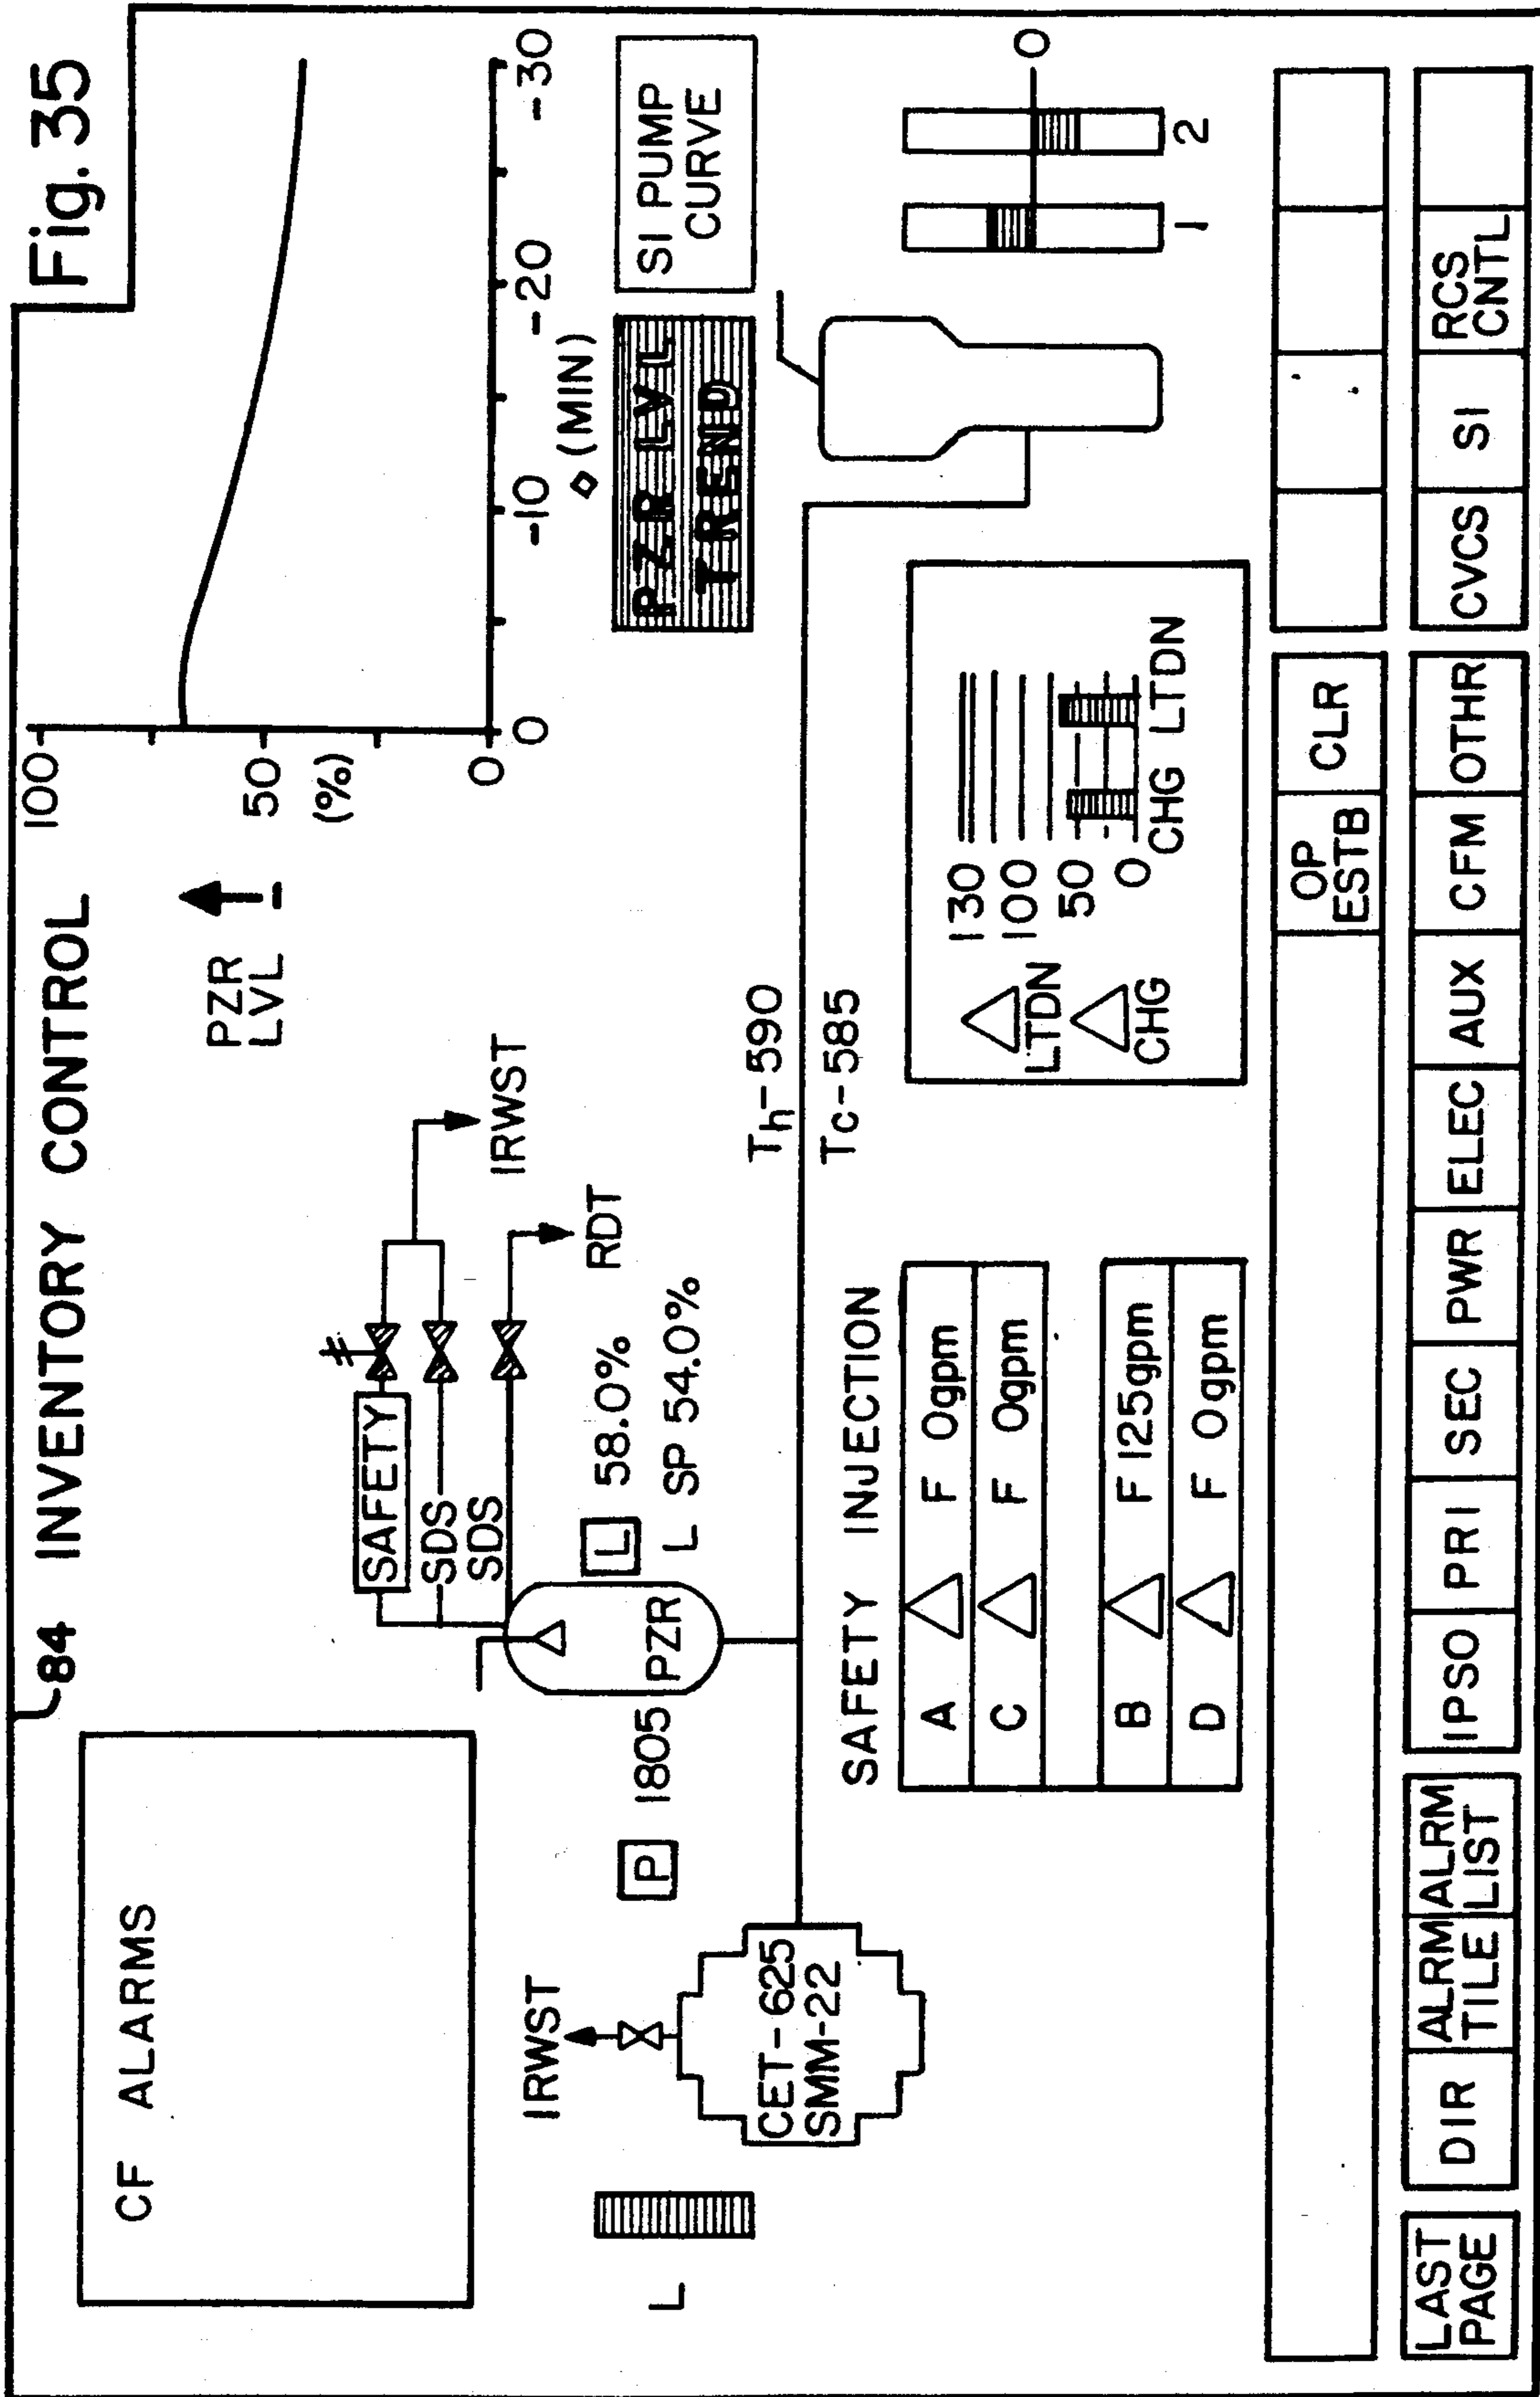 Fig. 35
84 INVENTORY CONTROL
CF ALARMS
PZR
LVL
100
50
(%)
0
0
-10
-20
-30
(MIN)
PZR LVL
TREND
SI PUMP
CURVE
SAFETY
SDS
SDS
IRWST
RDT
L 58.0%
L SP 54.0%
PZR
P 1805
IRWST
L
CET-625
SMM-22
Th-590
Tc-585
SAFETY INJECTION
A F 0gpm
C F 0gpm
B F 125gpm
D F 0gpm
LTDN
CHG
130
100
50
0
CHG LTDN
0
1 2
OP
ESTB
CLR
LAST
PAGE
DIR
ALRM
TILE
ALRM
LIST
IPSO
PRI
SEC
PWR
ELEC
AUX
CFM
OTHR
CVCS
SI
RCS
CNTL